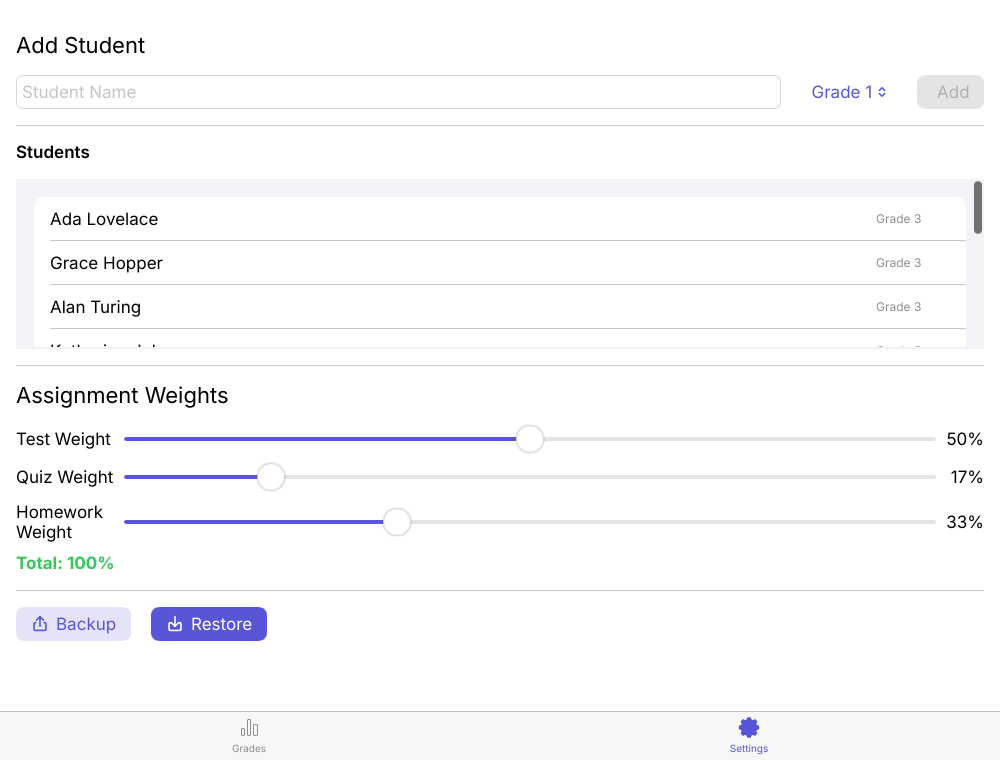 Add Student
Student Name Grade 1 Add
Students
Ada Lovelace Grade 3
Grace Hopper Grade 3
Alan Turing Grade 3
Assignment Weights
Test Weight 50%
Quiz Weight 17%
Homework
Weight 33%
Total: 100%
Backup Restore
Grades Settings